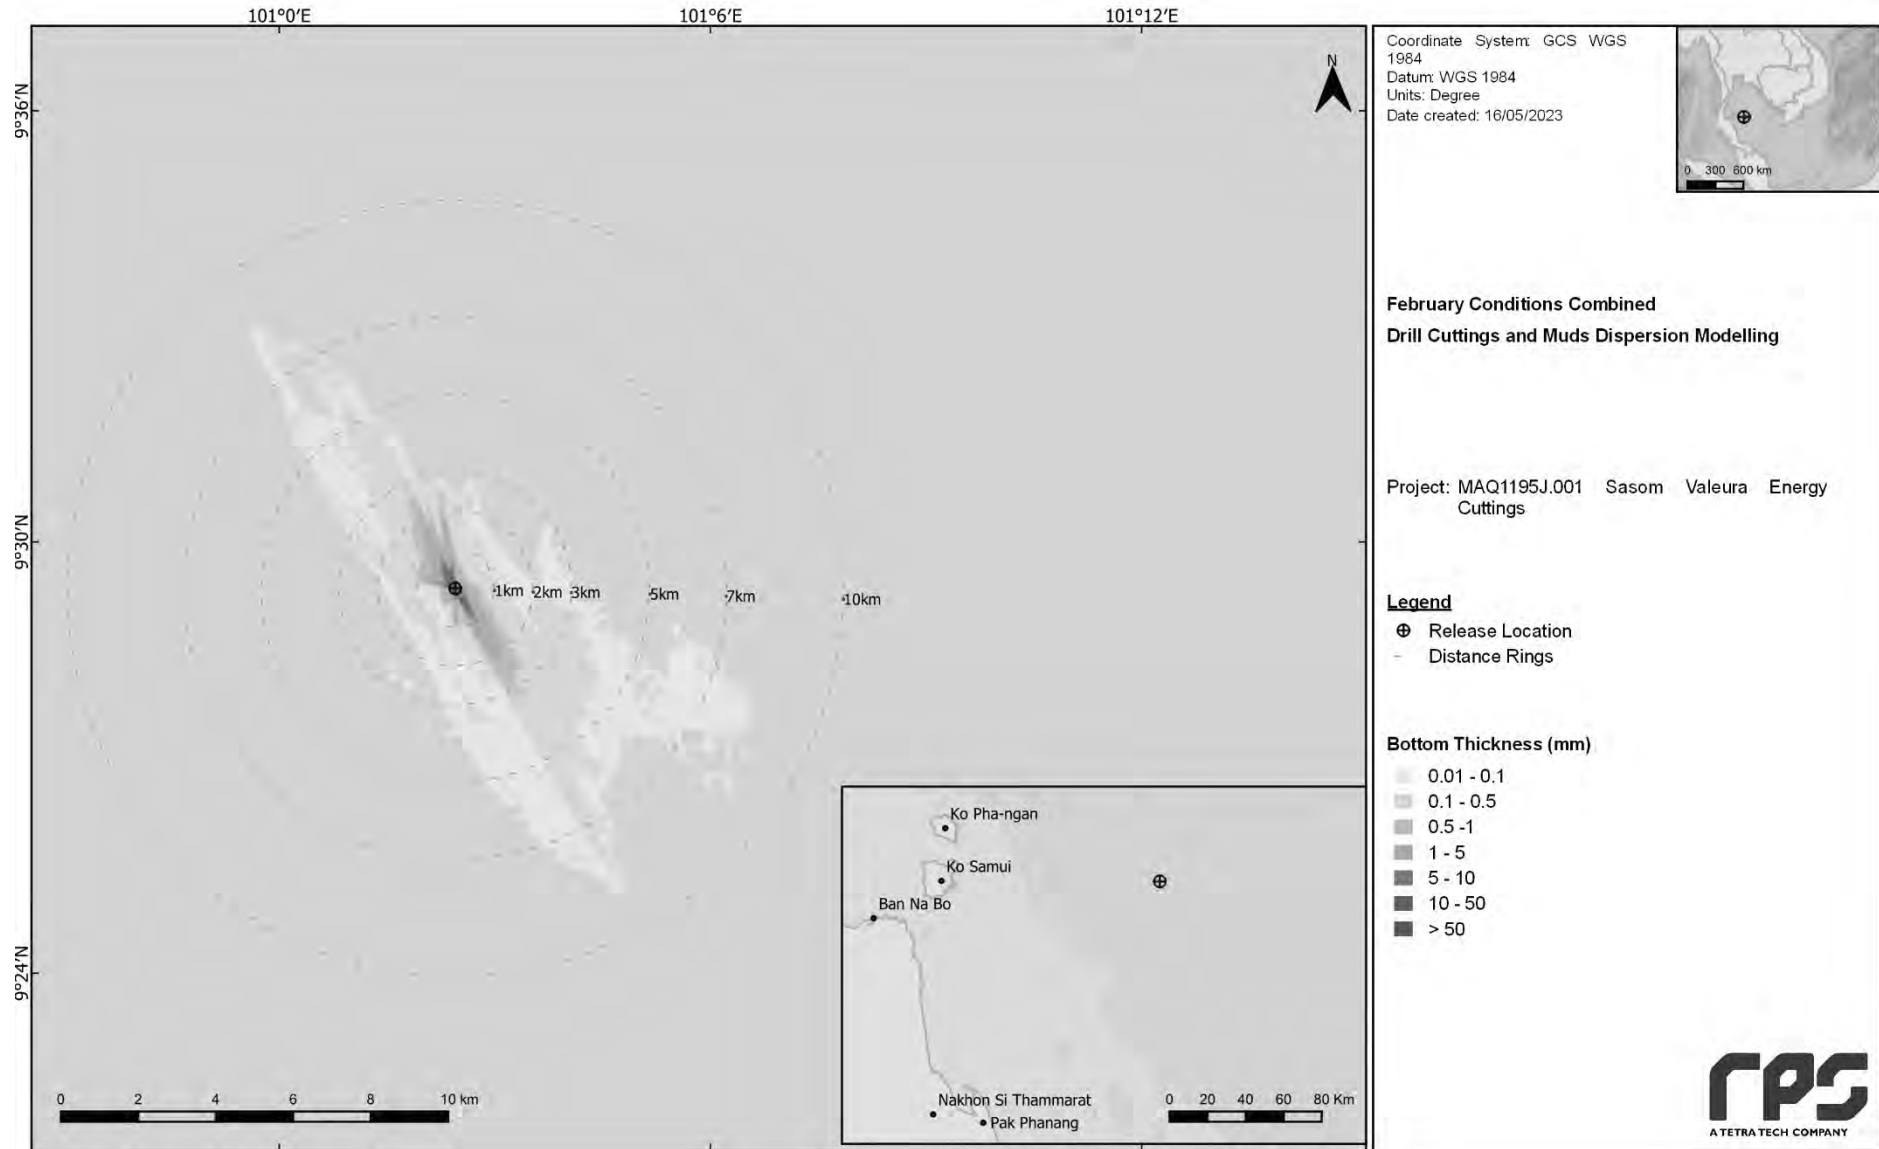 101°0′E
101°6′E
101°12′E
9°36′N
9°30′N
9°24′N
N
1km
2km
3km
5km
7km
10km
0 2 4 6 8 10 km
Ko Pha-ngan
Ko Samui
Ban Na Bo
Nakhon Si Thammarat
Pak Phanang
0 20 40 60 80 Km
Coordinate System: GCS WGS
1984
Datum: WGS 1984
Units: Degree
Date created: 16/05/2023
0 300 600 km
February Conditions Combined
Drill Cuttings and Muds Dispersion Modelling
Project: MAQ1195J.001 Sasom Valeura Energy
Cuttings
Legend
Release Location
Distance Rings
Bottom Thickness (mm)
0.01 - 0.1
0.1 - 0.5
0.5 -1
1 - 5
5 - 10
10 - 50
> 50
rps
A TETRA TECH COMPANY